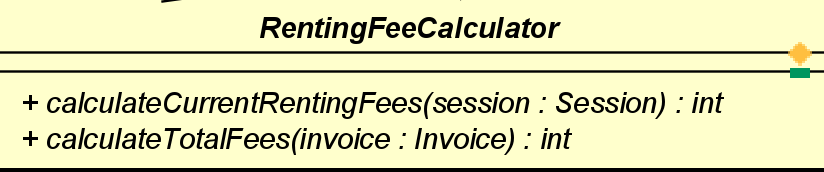 RentingFeeCalculator
+ calculateCurrentRentingFees(session : Session) : int
+ calculateTotalFees(invoice : Invoice) : int